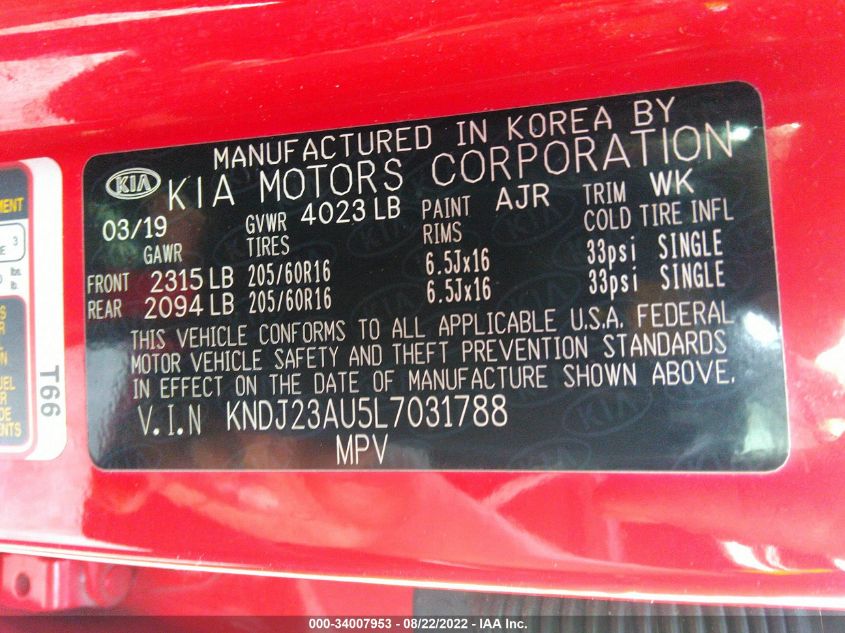 MANUFACTURED IN KOREA BY
KIA KIA MOTORS CORPORATION
03/19 GVWR 4023 LB PAINT AJR TRIM WK
GAWR TIRES RIMS COLD TIRE INFL
FRONT 2315 LB 205/60R16 6.5Jx16 33psi SINGLE
REAR 2094 LB 205/60R16 6.5Jx16 33psi SINGLE
THIS VEHICLE CONFORMS TO ALL APPLICABLE U.S.A. FEDERAL
MOTOR VEHICLE SAFETY AND THEFT PREVENTION STANDARDS
IN EFFECT ON THE DATE OF MANUFACTURE SHOWN ABOVE.
V.I.N KNDJ23AU5L7031788
MPV
3
lbs.
lb.
T66
000-34007953 - 08/22/2022 - IAA Inc.